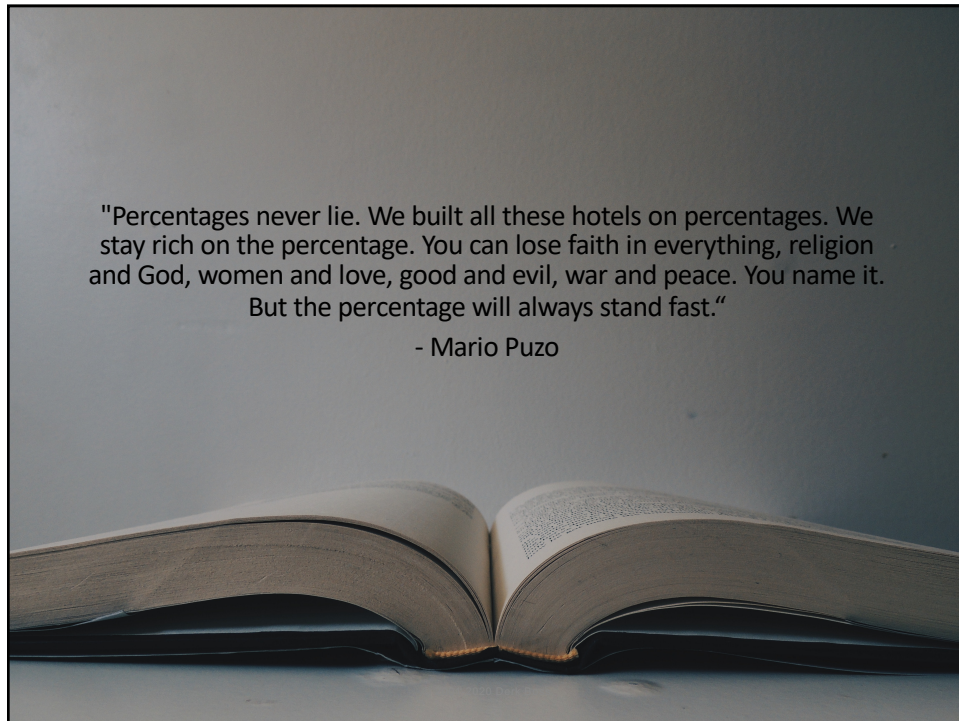 "Percentages never lie. We built all these hotels on percentages. We
stay rich on the percentage. You can lose faith in everything, religion
and God, women and love, good and evil, war and peace. You name it.
But the percentage will always stand fast.“
- Mario Puzo